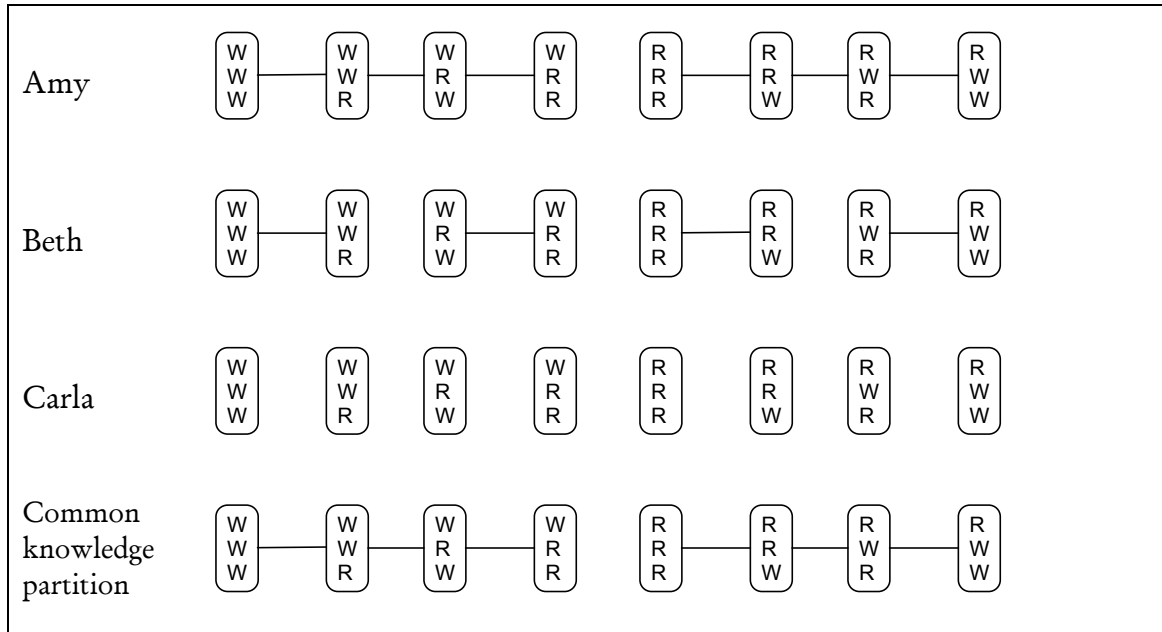 W W W W R R R R
Amy W W R R R R W W
W R W R R W R W
W W W W R R R R
Beth W W R R R R W W
W R W R R W R W
W W W W R R R R
Carla W W R R R R W W
W R W R R W R W
Common W W W W R R R R
knowledge W W R R R R W W
partition W R W R R W R W